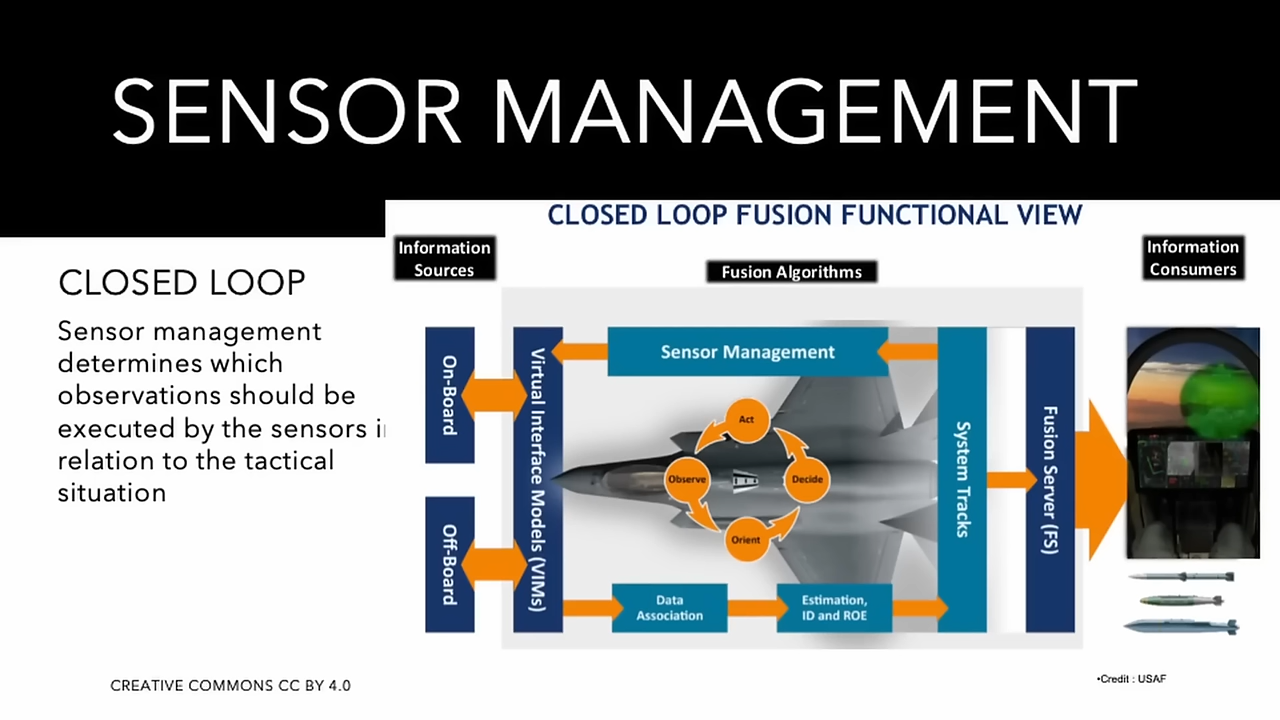 SENSOR MANAGEMENT
CLOSED LOOP
Sensor management
determines which
observations should be
executed by the sensors
relation to the tactical
situation
CLOSED LOOP FUSION FUNCTIONAL VIEW
Information
Sources
Fusion Algorithms
Information
Consumers
On-Board
Off-Board
Virtual Interface Models (VIMs)
Sensor Management
Act
Observe
Decide
Orient
Data
Association
Estimation,
ID and ROE
System Tracks
Fusion Server (FS)
CREATIVE COMMONS CC BY 4.0
•Credit : USAF